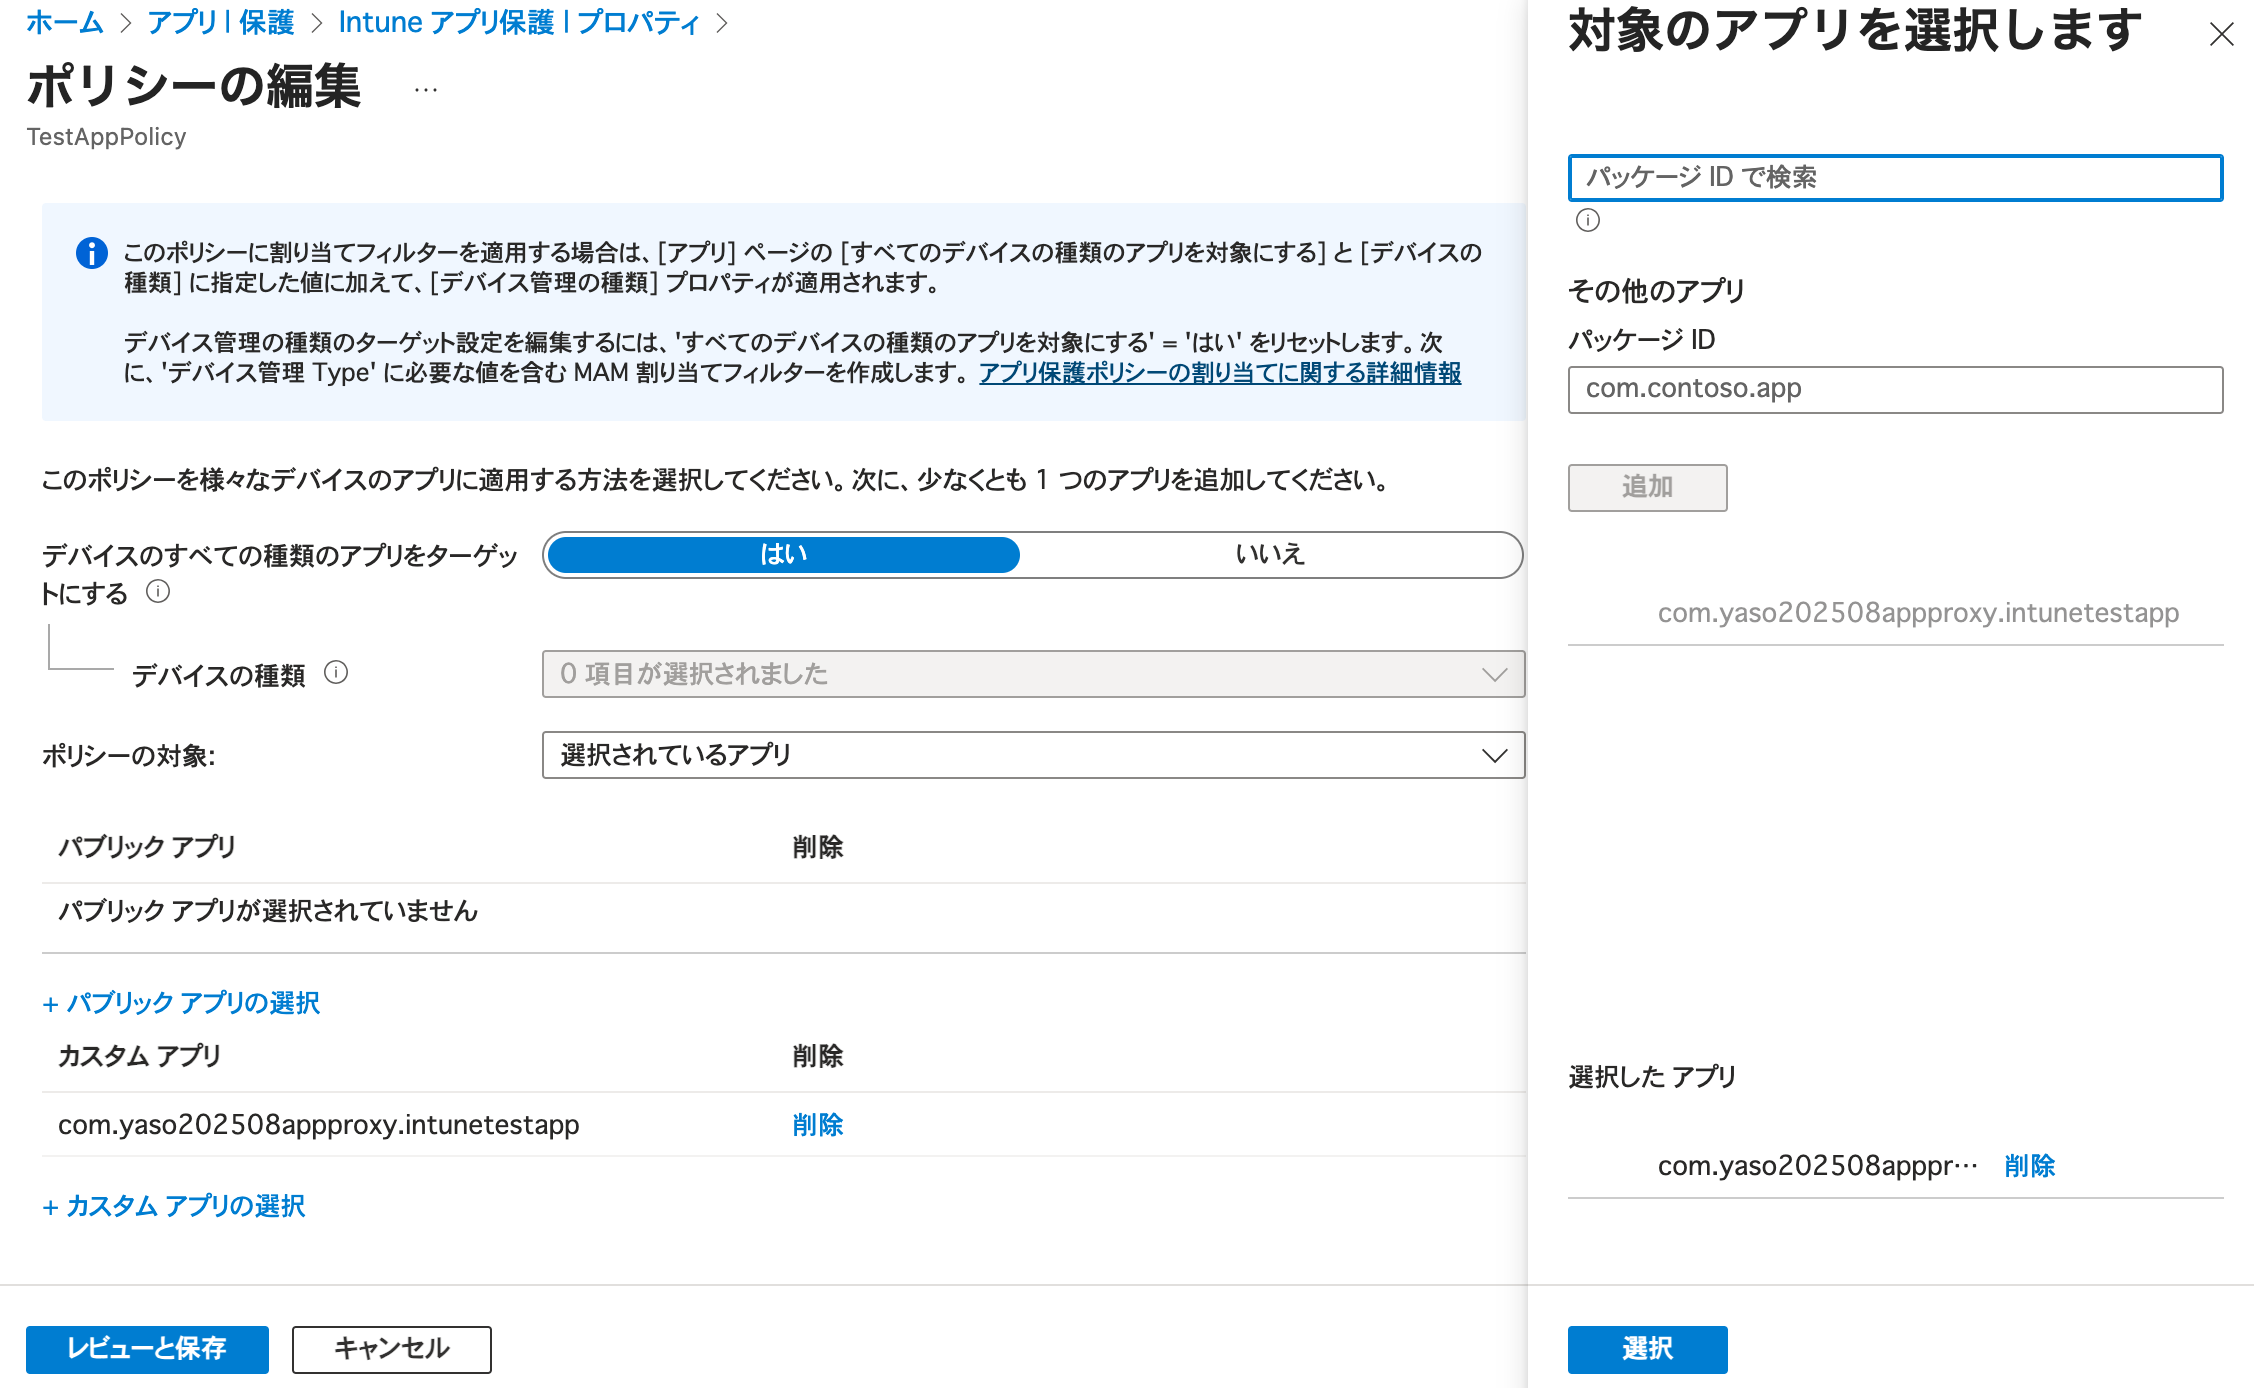 ホーム > アプリ | 保護 > Intune アプリ保護 | プロパティ >
ポリシーの編集 …
TestAppPolicy
このポリシーに割り当てフィルターを適用する場合は、[アプリ] ページの [すべてのデバイスの種類のアプリを対象にする] と [デバイスの
種類] に指定した値に加えて、[デバイス管理の種類] プロパティが適用されます。
デバイス管理の種類のターゲット設定を編集するには、'すべてのデバイスの種類のアプリを対象にする' = 'はい' をリセットします。次
に、'デバイス管理 Type' に必要な値を含む MAM 割り当てフィルターを作成します。 アプリ保護ポリシーの割り当てに関する詳細情報
このポリシーを様々なデバイスのアプリに適用する方法を選択してください。次に、少なくとも 1 つのアプリを追加してください。
デバイスのすべての種類のアプリをターゲッ
トにする
はい
いいえ
デバイスの種類
0 項目が選択されました
ポリシーの対象:
選択されているアプリ
パブリック アプリ 削除
パブリック アプリが選択されていません
+ パブリック アプリの選択
カスタム アプリ 削除
com.yaso202508appproxy.intunetestapp 削除
+ カスタム アプリの選択
レビューと保存
キャンセル
対象のアプリを選択します
パッケージ ID で検索
その他のアプリ
パッケージ ID
com.contoso.app
追加
com.yaso202508appproxy.intunetestapp
選択した アプリ
com.yaso202508apppr… 削除
選択